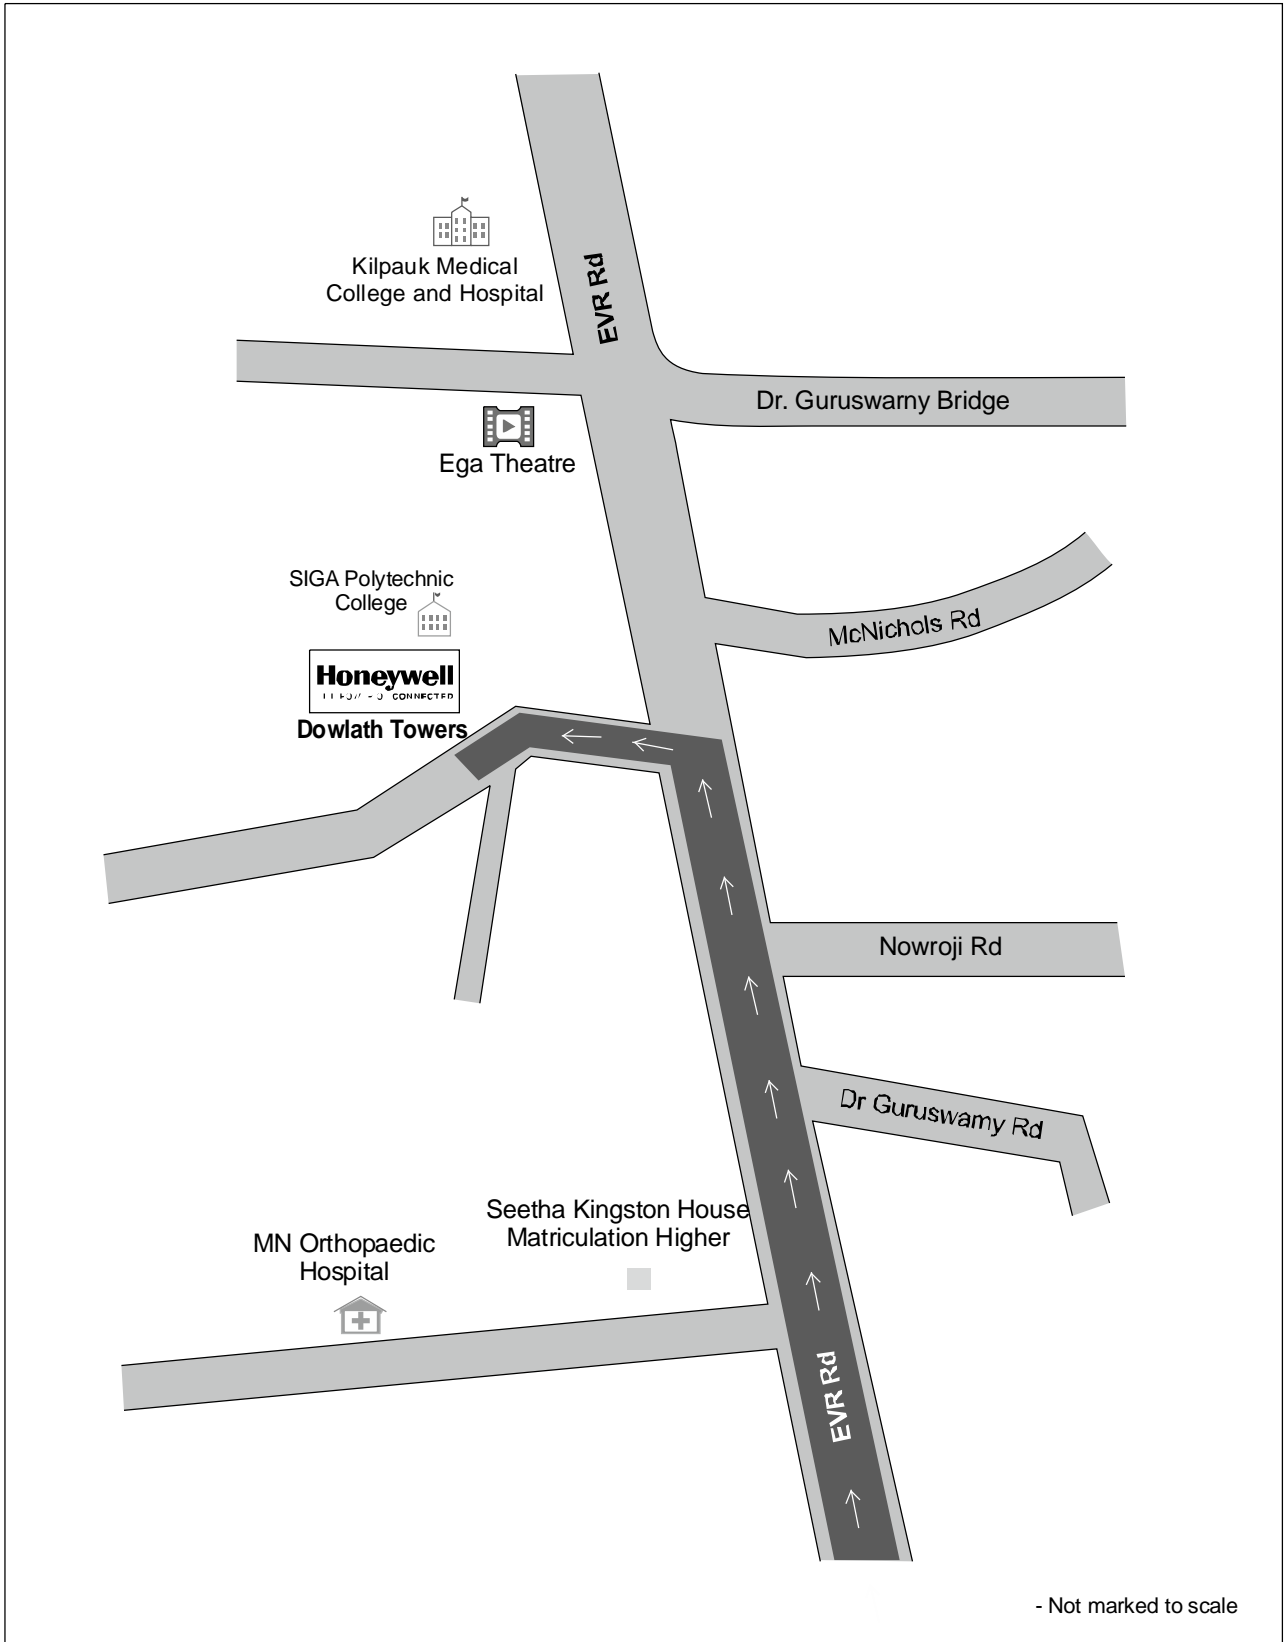 Kilpauk Medical
College and Hospital
EVR Rd
Dr. Guruswarny Bridge
Ega Theatre
SIGA Polytechnic
College
McNichols Rd
Honeywell
CONNECTED
Dowlath Towers
Nowroji Rd
Dr Guruswamy Rd
Seetha Kingston House
Matriculation Higher
MN Orthopaedic
Hospital
EVR Rd
- Not marked to scale